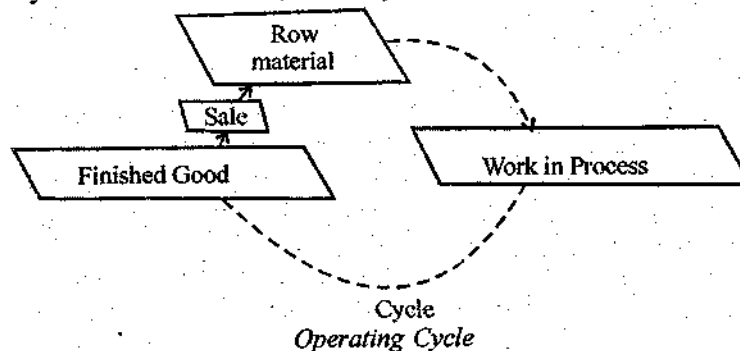 Row
material
Sale
Finished Good
Work in Process
Cycle
Operating Cycle